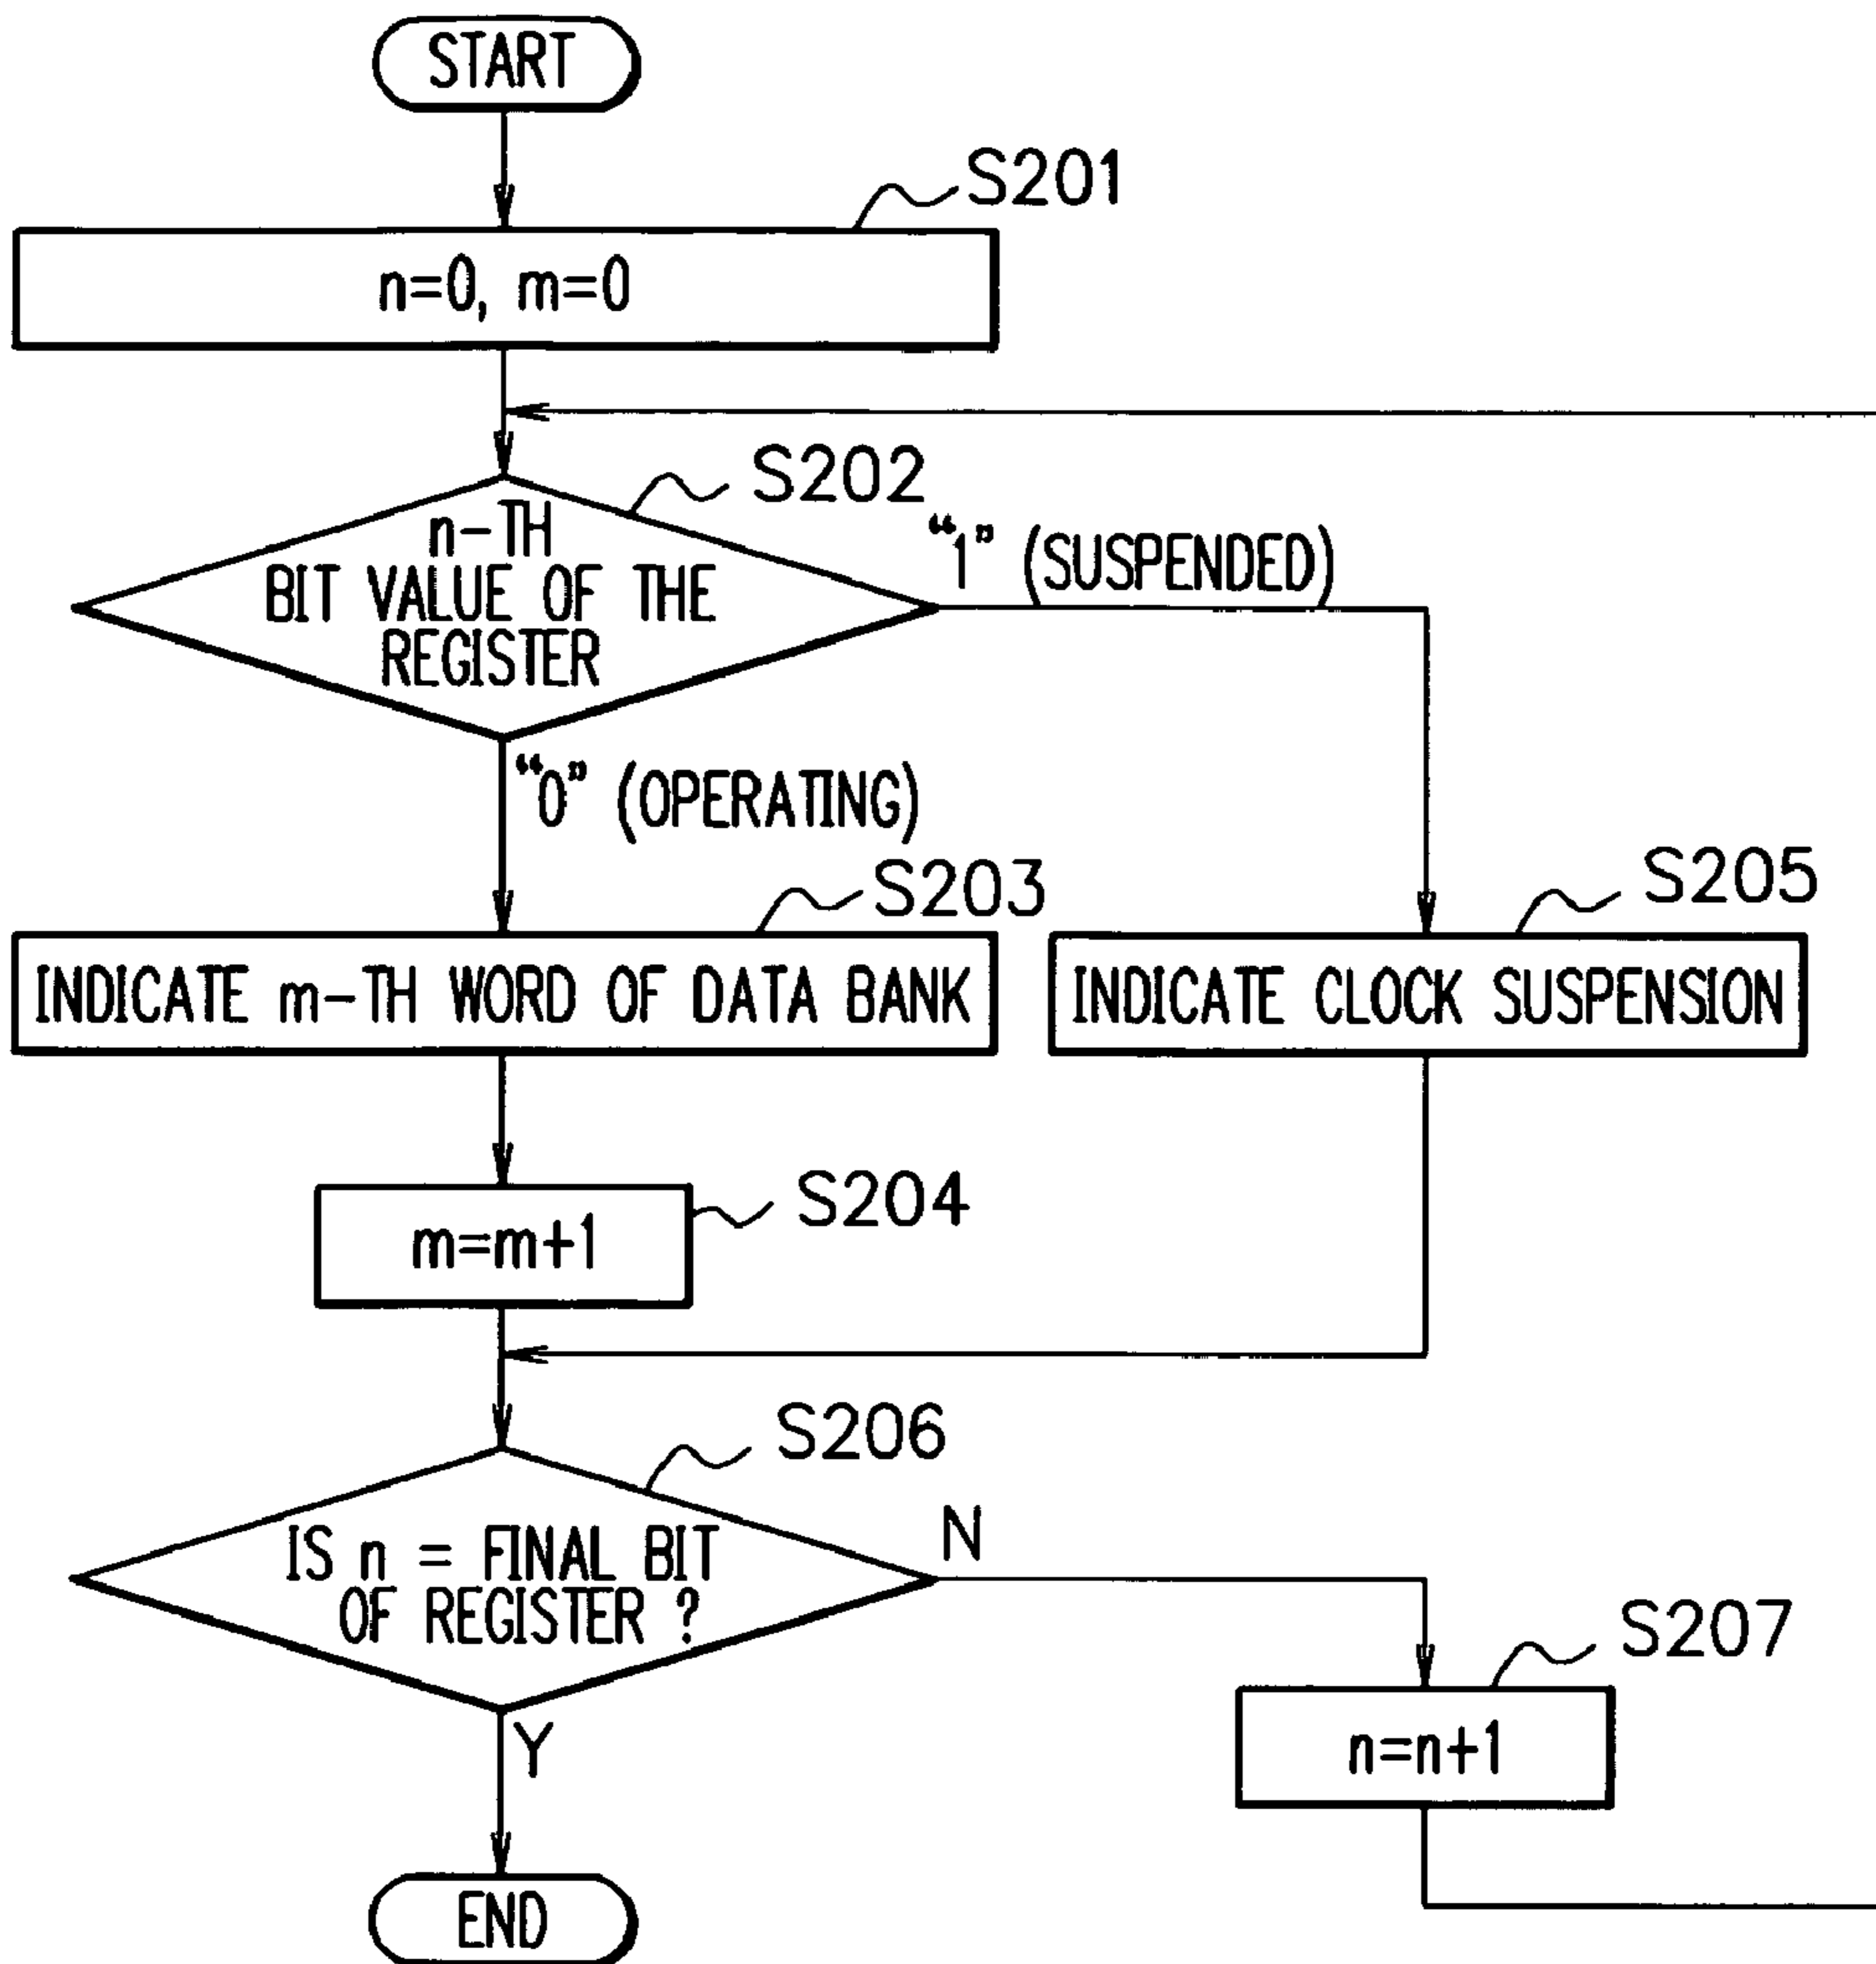 START
S201
n=0, m=0
S202
n-TH
BIT VALUE OF THE
REGISTER
“1” (SUSPENDED)
“0” (OPERATING)
S203
INDICATE m-TH WORD OF DATA BANK
S205
INDICATE CLOCK SUSPENSION
S204
m=m+1
S206
IS n = FINAL BIT
OF REGISTER ?
N
S207
n=n+1
Y
END